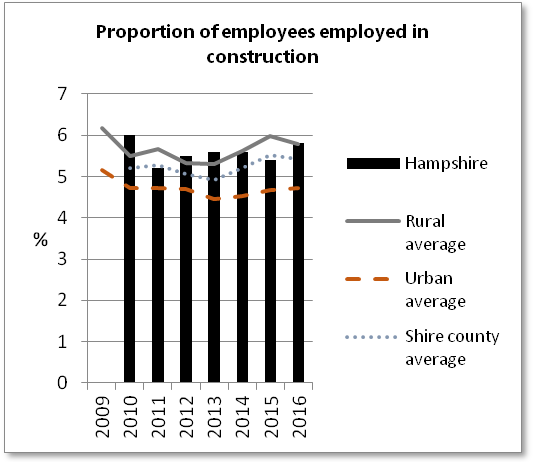 Proportion of employees employed in
construction
7
6
5
4
3
2
1
0
%
2009
2010
2011
2012
2013
2014
2015
2016
Hampshire
Rural
average
Urban
average
Shire county
average